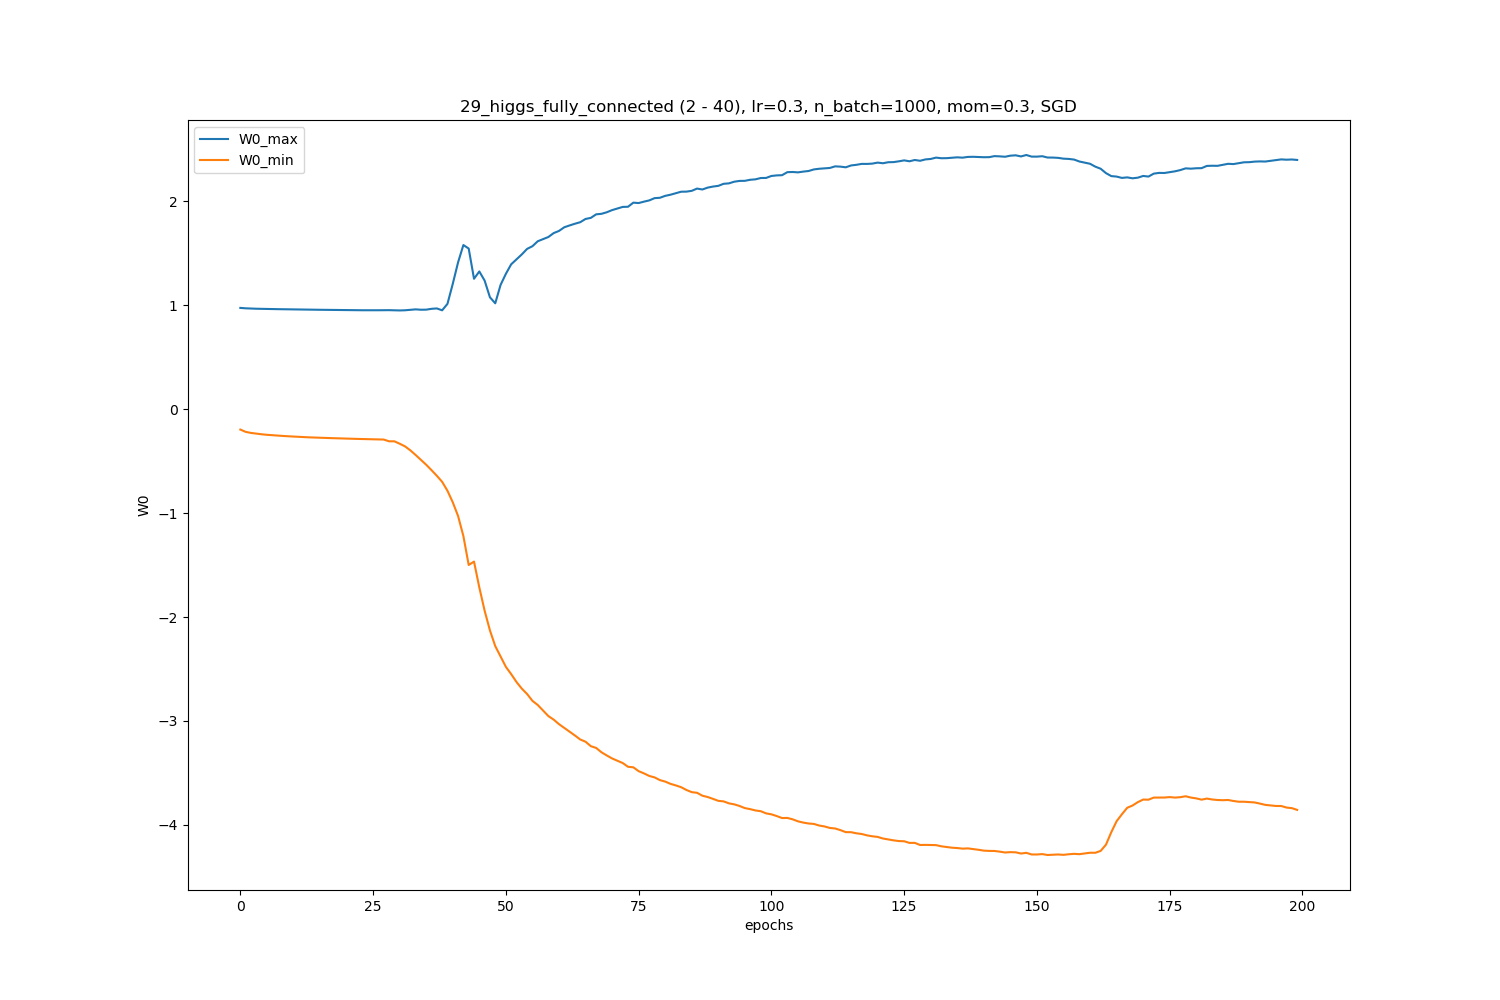 29_higgs_fully_connected (2 - 40), lr=0.3, n_batch=1000, mom=0.3, SGD
W0_max
W0_min
2
1
0
−1
−2
−3
−4
W0
0 25 50 75 100 125 150 175 200
epochs